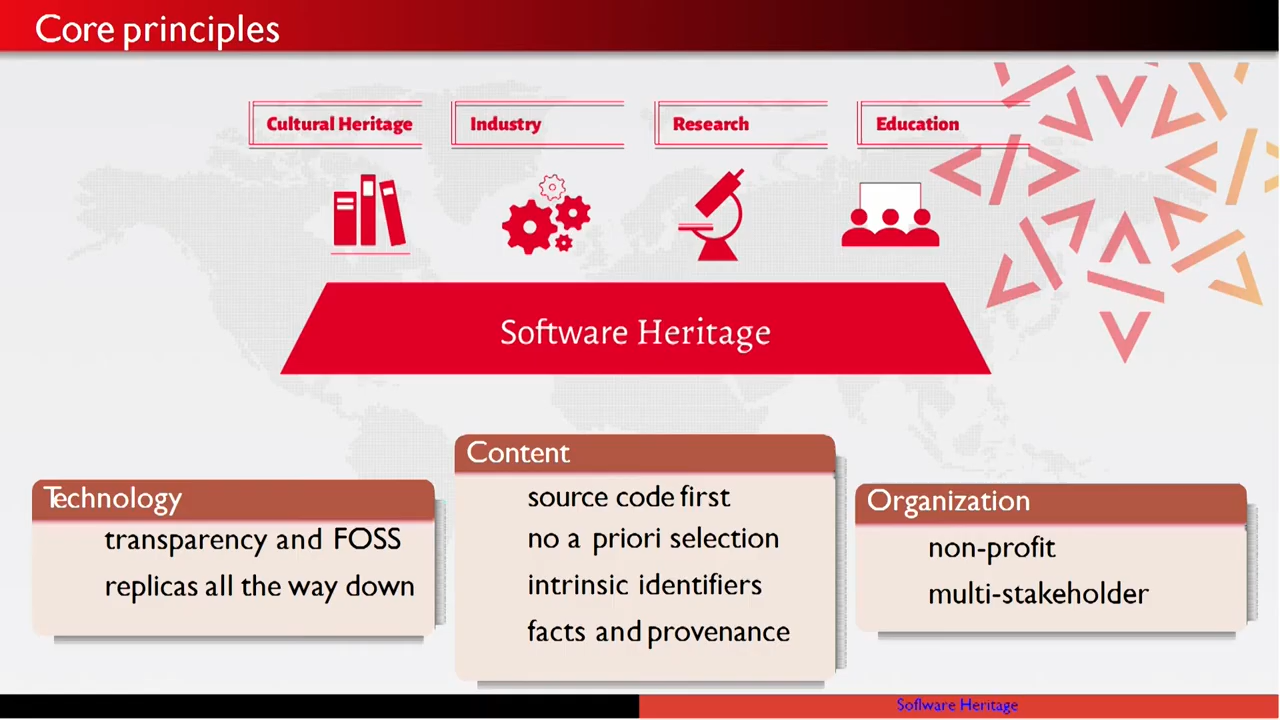 Core principles
Cultural Heritage
Industry
Research
Education
Software Heritage
Technology
transparency and FOSS
replicas all the way down
Content
source code first
no a priori selection
intrinsic identifiers
facts and provenance
Organization
non-profit
multi-stakeholder
Software Heritage